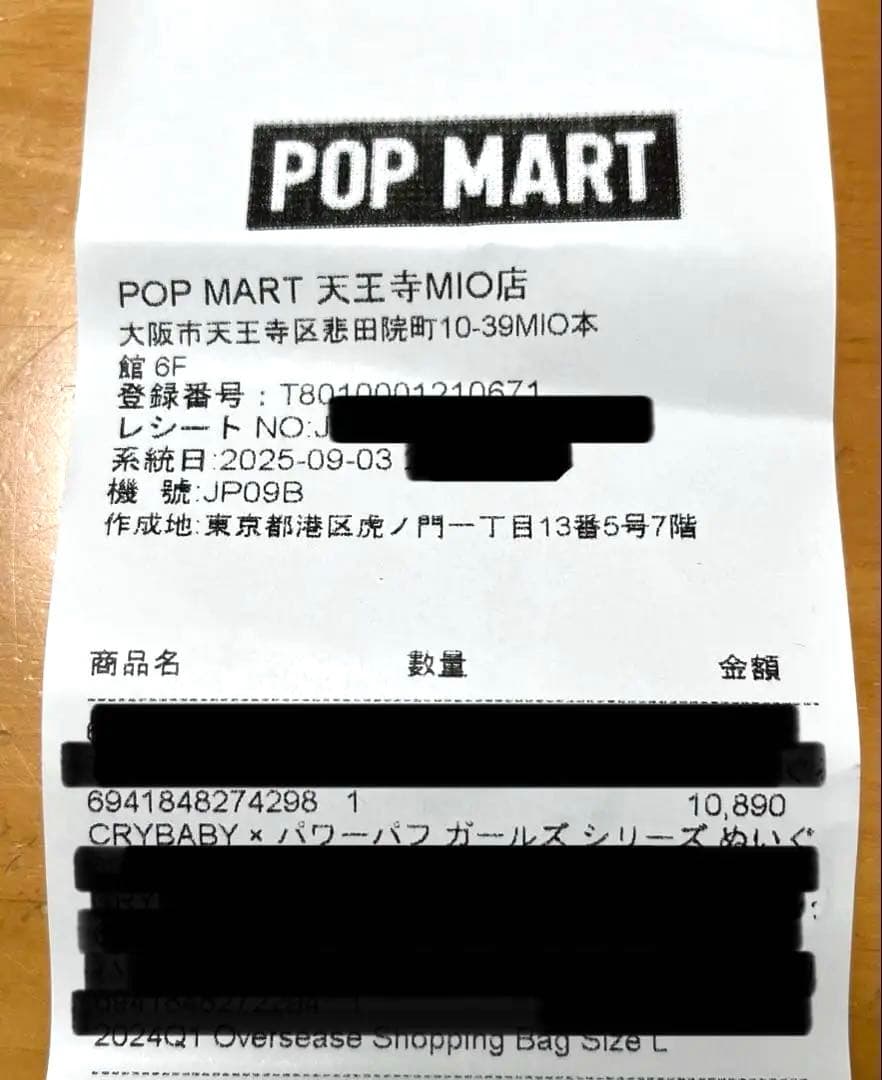 POP MART
POP MART 天王寺MIO店
大阪市天王寺区悲田院町10-39MIO本
館 6F
登録番号：T8010001210671
レシート NO:J
系統日:2025-09-03
機 號:JP09B
作成地:東京都港区虎ノ門一丁目13番5号7階
商品名 数量 金額
6941848274298 1 10,890
CRYBABY × パワーパフ ガールズ シリーズ ぬいぐ
2024Q1 Oversease Shopping Bag Size L